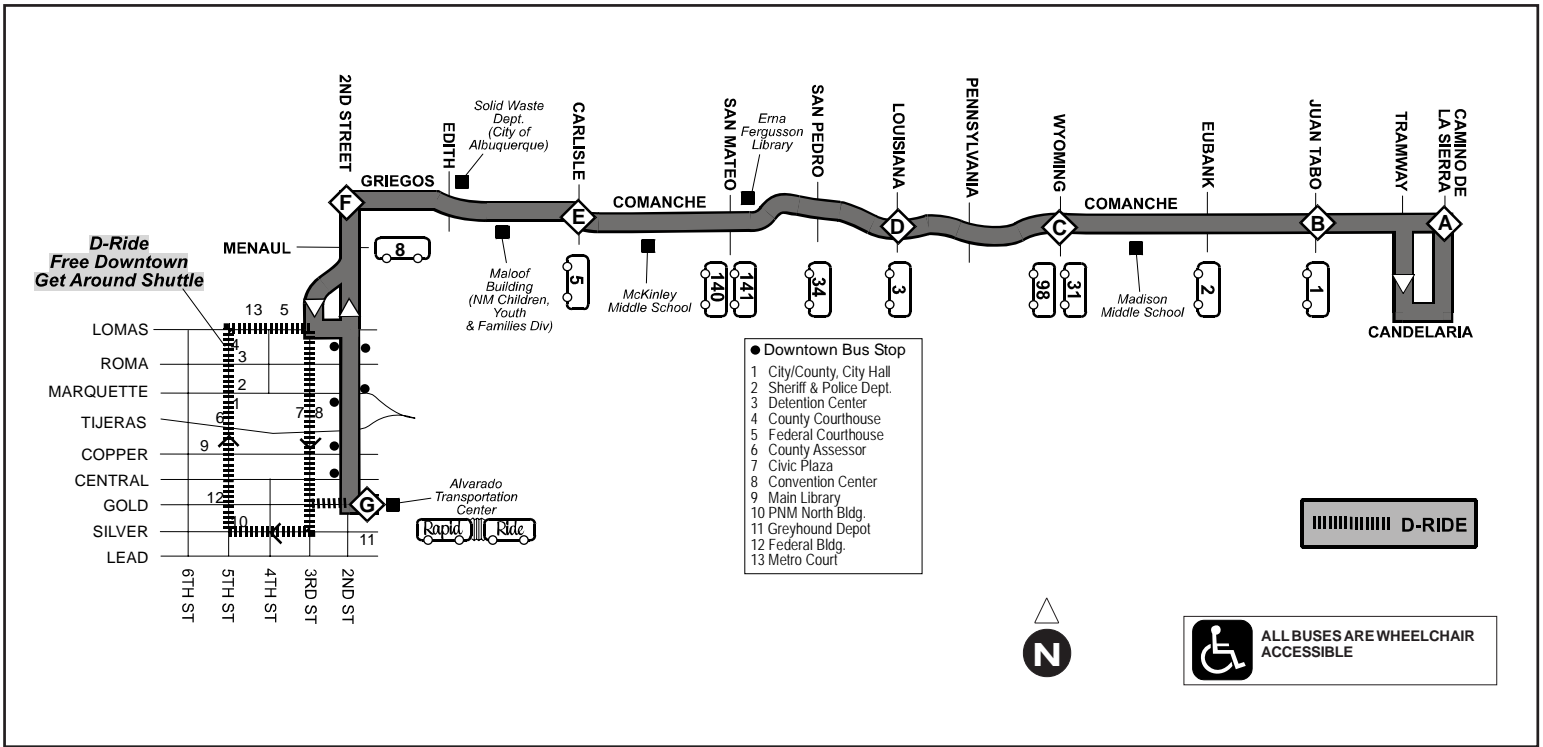 2ND STREET
EDITH
Solid Waste
Dept.
(City of
Albuquerque)
CARLISLE
SAN MATEO
Erna
Fergusson
Library
SAN PEDRO
LOUISIANA
PENNSYLVANIA
WYOMING
EUBANK
JUAN TABO
TRAMWAY
CAMINO DE
LA SIERRA
GRIEGOS
COMANCHE
COMANCHE
F
E
D
C
B
A
MENAUL
8
5
140
141
34
3
98
31
2
1
Maloof
Building
(NM Children,
Youth
& Families Div)
McKinley
Middle School
Madison
Middle School
CANDELARIA
D-Ride
Free Downtown
Get Around Shuttle
13 5
LOMAS
4
ROMA
3
MARQUETTE
2
1
7 8
TIJERAS
6
COPPER
9
CENTRAL
GOLD
12
G
Alvarado
Transportation
Center
Rapid Ride
SILVER
10
11
LEAD
6TH ST
5TH ST
4TH ST
3RD ST
2ND ST
Downtown Bus Stop
1 City/County, City Hall
2 Sheriff & Police Dept.
3 Detention Center
4 County Courthouse
5 Federal Courthouse
6 County Assessor
7 Civic Plaza
8 Convention Center
9 Main Library
10 PNM North Bldg.
11 Greyhound Depot
12 Federal Bldg.
13 Metro Court
D-RIDE
N
ALL BUSES ARE WHEELCHAIR
ACCESSIBLE